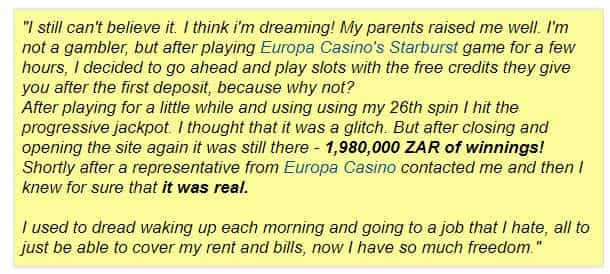 "I still can't believe it. I think i'm dreaming! My parents raised me well. I'm
not a gambler, but after playing Europa Casino's Starburst game for a few
hours, I decided to go ahead and play slots with the free credits they give
you after the first deposit, because why not?
After playing for a little while and using using my 26th spin I hit the
progressive jackpot. I thought that it was a glitch. But after closing and
opening the site again it was still there - 1,980,000 ZAR of winnings!
Shortly after a representative from Europa Casino contacted me and then I
knew for sure that it was real.
I used to dread waking up each morning and going to a job that I hate, all to
just be able to cover my rent and bills, now I have so much freedom."